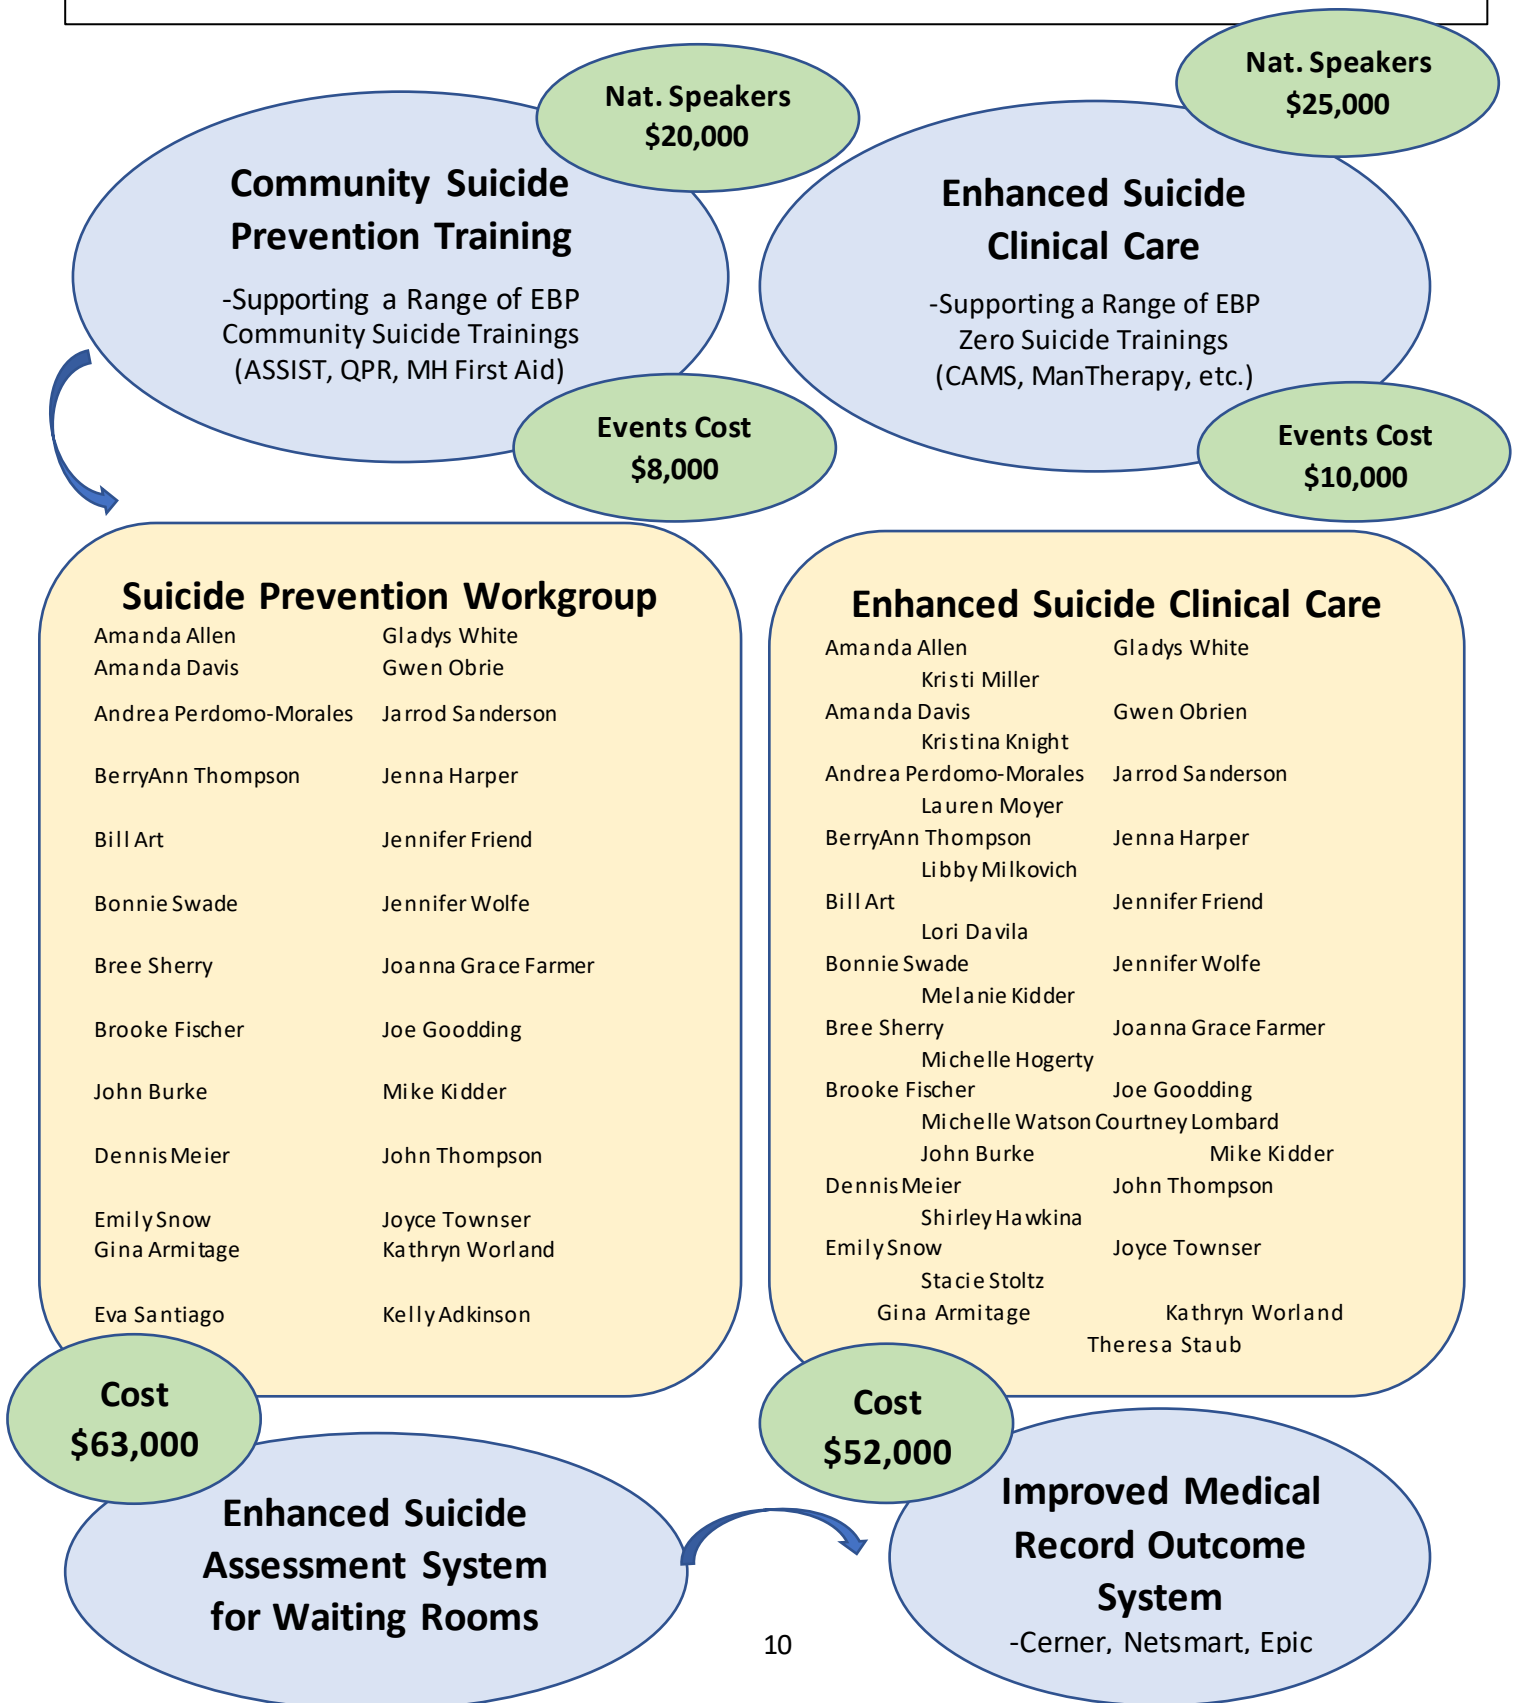 Nat. Speakers
$20,000
Nat. Speakers
$25,000
Community Suicide
Prevention Training
-Supporting a Range of EBP
Community Suicide Trainings
(ASSIST, QPR, MH First Aid)
Enhanced Suicide
Clinical Care
-Supporting a Range of EBP
Zero Suicide Trainings
(CAMS, ManTherapy, etc.)
Events Cost
$8,000
Events Cost
$10,000
Suicide Prevention Workgroup
Amanda Allen Gladys White
Amanda Davis Gwen Obrie
Andrea Perdomo-Morales Jarrod Sanderson
BerryAnn Thompson Jenna Harper
Bill Art Jennifer Friend
Bonnie Swade Jennifer Wolfe
Bree Sherry Joanna Grace Farmer
Brooke Fischer Joe Goodding
John Burke Mike Kidder
Dennis Meier John Thompson
Emily Snow Joyce Townser
Gina Armitage Kathryn Worland
Eva Santiago Kelly Adkinson
Enhanced Suicide Clinical Care
Amanda Allen Gladys White
Kristi Miller
Amanda Davis Gwen Obrien
Kristina Knight
Andrea Perdomo-Morales Jarrod Sanderson
Lauren Moyer
BerryAnn Thompson Jenna Harper
Libby Milkovich
Bill Art Jennifer Friend
Lori Davila
Bonnie Swade Jennifer Wolfe
Melanie Kidder
Bree Sherry Joanna Grace Farmer
Michelle Hogerty
Brooke Fischer Joe Goodding
Michelle Watson Courtney Lombard
John Burke Mike Kidder
Dennis Meier John Thompson
Shirley Hawkina
Emily Snow Joyce Townser
Stacie Stoltz
Gina Armitage Kathryn Worland
Theresa Staub
Cost
$63,000
Cost
$52,000
Enhanced Suicide
Assessment System
for Waiting Rooms
Improved Medical
Record Outcome
System
-Cerner, Netsmart, Epic
10